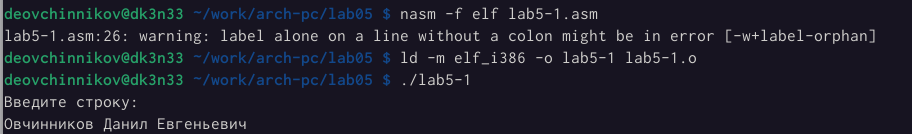 deovchinnikov@dk3n33 ~/work/arch-pc/lab05 $ nasm -f elf lab5-1.asm
lab5-1.asm:26: warning: label alone on a line without a colon might be in error [-w+label-orphan]
deovchinnikov@dk3n33 ~/work/arch-pc/lab05 $ ld -m elf_i386 -o lab5-1 lab5-1.o
deovchinnikov@dk3n33 ~/work/arch-pc/lab05 $ ./lab5-1
Введите строку:
Овчинников Данил Евгеньевич